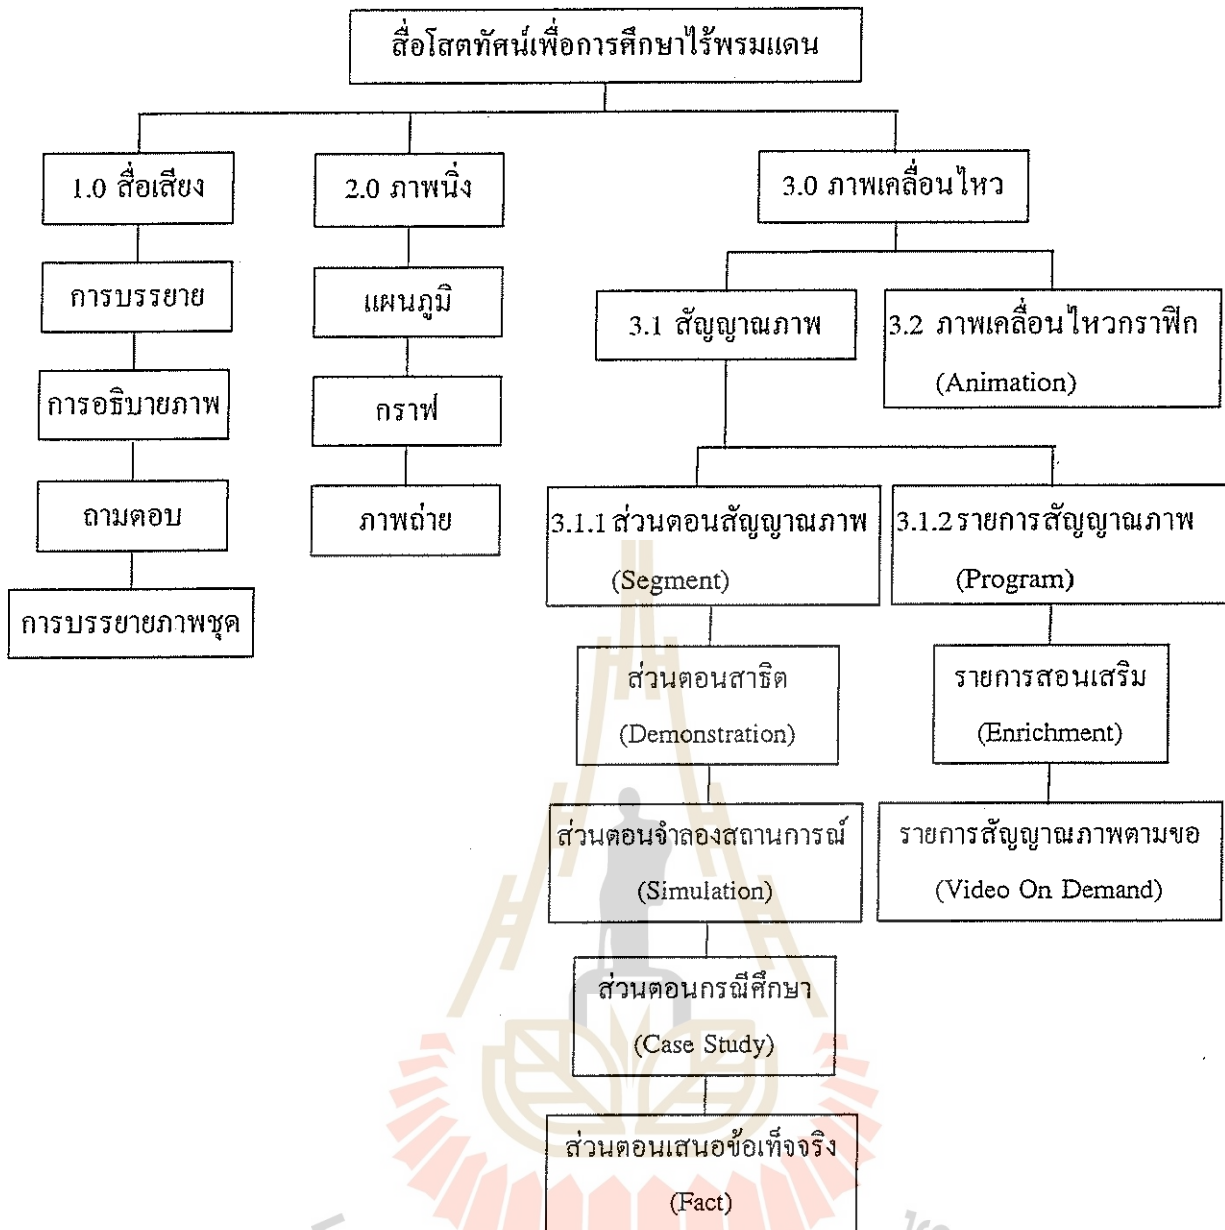 สื่อโสตทัศน์เพื่อการศึกษาไร้พรมแดน
1.0 สื่อเสียง
2.0 ภาพนิ่ง
3.0 ภาพเคลื่อนไหว
การบรรยาย
แผนภูมิ
3.1 สัญญาณภาพ
3.2 ภาพเคลื่อนไหวกราฟิก
(Animation)
การอธิบายภาพ
กราฟ
ถามตอบ
ภาพถ่าย
3.1.1 ส่วนตอนสัญญาณภาพ
(Segment)
3.1.2 รายการสัญญาณภาพ
(Program)
การบรรยายภาพชุด
ส่วนตอนสาธิต
(Demonstration)
รายการสอนเสริม
(Enrichment)
ส่วนตอนจำลองสถานการณ์
(Simulation)
รายการสัญญาณภาพตามขอ
(Video On Demand)
ส่วนตอนกรณีศึกษา
(Case Study)
ส่วนตอนเสนอข้อเท็จจริง
(Fact)